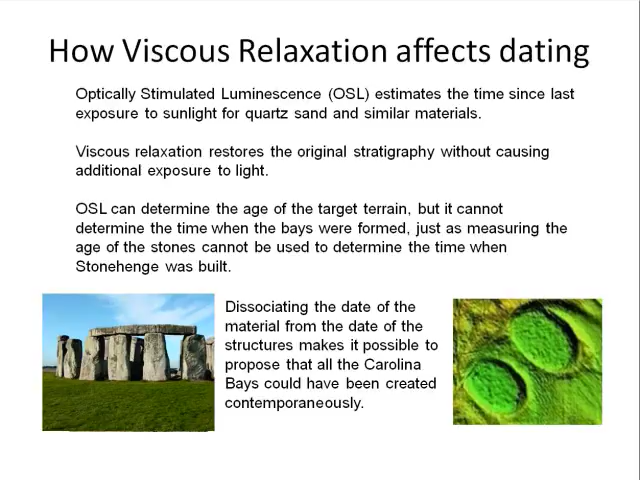 How Viscous Relaxation affects dating
Optically Stimulated Luminescence (OSL) estimates the time since last
exposure to sunlight for quartz sand and similar materials.
Viscous relaxation restores the original stratigraphy without causing
additional exposure to light.
OSL can determine the age of the target terrain, but it cannot
determine the time when the bays were formed, just as measuring the
age of the stones cannot be used to determine the time when
Stonehenge was built.
Dissociating the date of the
material from the date of the
structures makes it possible to
propose that all the Carolina
Bays could have been created
contemporaneously.